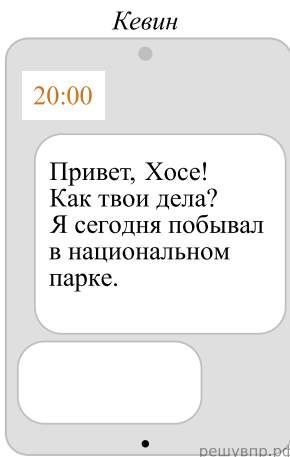 Кевин
20:00
Привет, Хосе!
Как твои дела?
Я сегодня побывал
в национальном
парке.
решувпр.рф